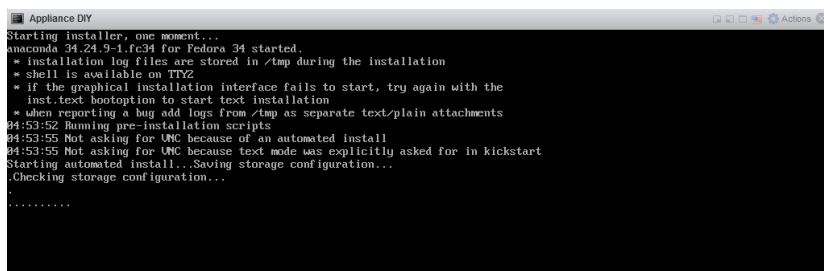 Appliance DIY
Actions
Starting installer, one moment...
anaconda 34.24.9-1.fc34 for Fedora 34 started.
* installation log files are stored in /tmp during the installation
* shell is available on TTY2
* if the graphical installation interface fails to start, try again with the
inst.text bootoption to start text installation
* when reporting a bug add logs from /tmp as separate text/plain attachments
04:53:52 Running pre-installation scripts
04:53:55 Not asking for VNC because of an automated install
04:53:55 Not asking for VNC because text mode was explicitly asked for in kickstart
Starting automated install...Saving storage configuration...
.Checking storage configuration...
.
..........